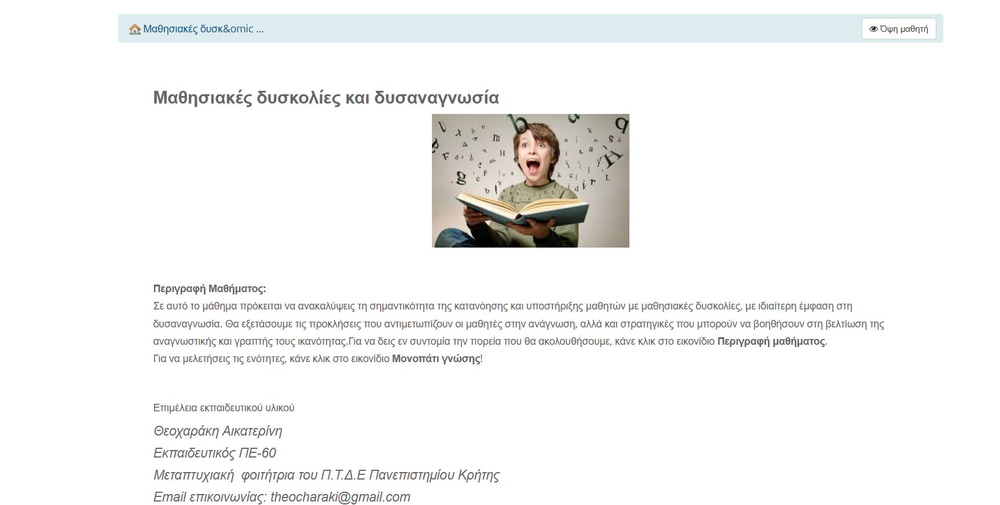 Μαθησιακές δυσκ&omic ...
Όψη μαθητή
Μαθησιακές δυσκολίες και δυσαναγνωσία
Περιγραφή Μαθήματος:
Σε αυτό το μάθημα πρόκειται να ανακαλύψεις τη σημαντικότητα της κατανόησης και υποστήριξης μαθητών με μαθησιακές δυσκολίες, με ιδιαίτερη έμφαση στη
δυσαναγνωσία. Θα εξετάσουμε τις προκλήσεις που αντιμετωπίζουν οι μαθητές στην ανάγνωση, αλλά και στρατηγικές που μπορούν να βοηθήσουν στη βελτίωση της
αναγνωστικής και γραπτής τους ικανότητας.Για να δεις εν συντομία την πορεία που θα ακολουθήσουμε, κάνε κλικ στο εικονίδιο Περιγραφή μαθήματος.
Για να μελετήσεις τις ενότητες, κάνε κλικ στο εικονίδιο Μονοπάτι γνώσης!
Επιμέλεια εκπαιδευτικού υλικού
Θεοχαράκη Αικατερίνη
Εκπαιδευτικός ΠΕ-60
Μεταπτυχιακή  φοιτήτρια του Π.Τ.Δ.Ε Πανεπιστημίου Κρήτης
Email επικοινωνίας: theocharaki@gmail.com